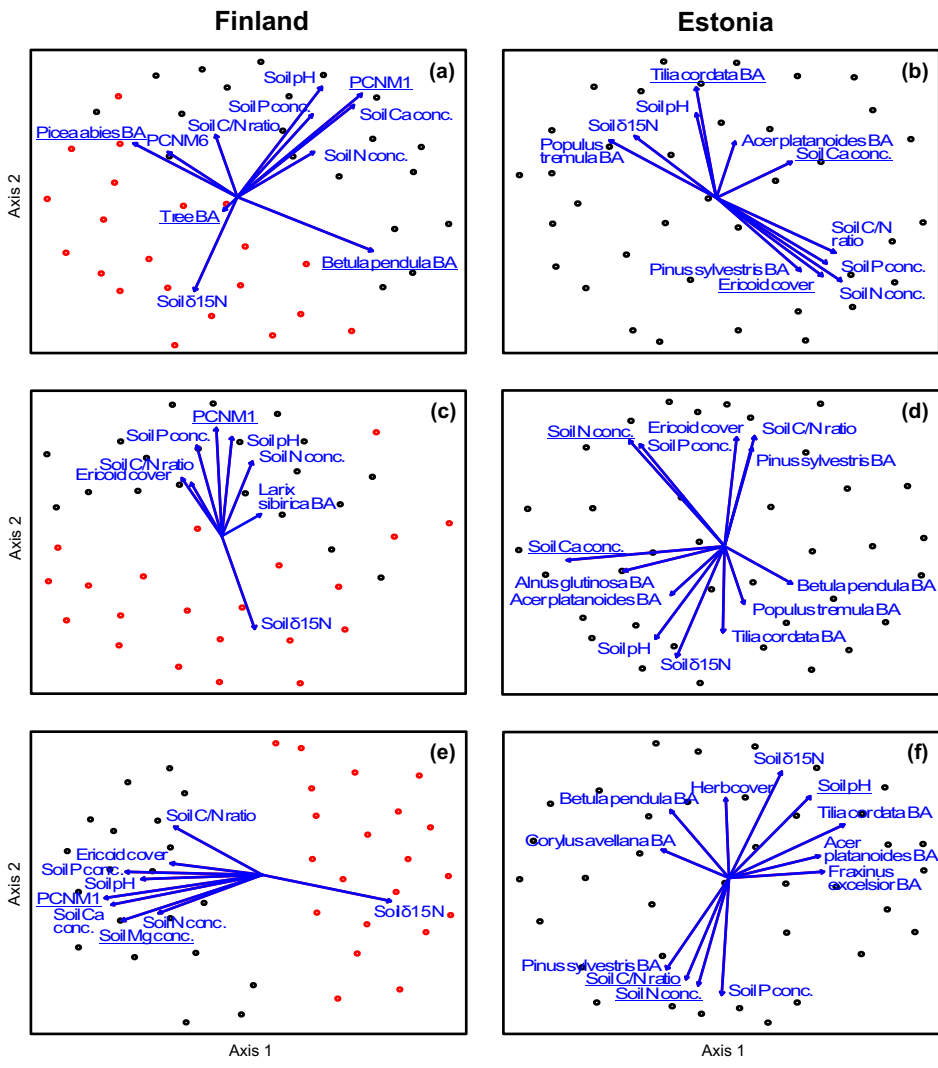 Finland
Estonia
(a)
Soil pH
PCNM1
Soil P conc.
Soil Ca conc.
Soil C/N ratio
Picea abies BA
PCNM6
Soil N conc.
Tree BA
Betula pendula BA
Soil δ15N
Axis 2
(b)
Tilia cordata BA
Soil pH
Soil δ15N
Acer platanoides BA
Populus
tremula BA
Soil Ca conc.
Soil C/N
ratio
Soil P conc.
Pinus sylvestris BA
Ericoid cover
Soil N conc.
(c)
PCNM1
Soil P conc.
Soil pH
Soil N conc.
Soil C/N ratio
Ericoid cover
Larix
sibirica BA
Soil δ15N
Axis 2
(d)
Ericoid cover
Soil C/N ratio
Soil N conc.
Soil P conc.
Pinus sylvestris BA
Soil Ca conc.
Alnus glutinosa BA
Betula pendula BA
Acer platanoides BA
Populus tremula BA
Tilia cordata BA
Soil pH
Soil δ15N
(e)
Soil C/N ratio
Ericoid cover
Soil P conc.
Soil pH
PCNM1
Soil Ca
conc.
Soil N conc.
Soil Mg conc.
Soil δ15N
Axis 2
Axis 1
(f)
Soil δ15N
Herb cover
Soil pH
Betula pendula BA
Tilia cordata BA
Corylus avellana BA
Acer
platanoides BA
Fraxinus
excelsior BA
Pinus sylvestris BA
Soil C/N ratio
Soil N conc.
Soil P conc.
Axis 1